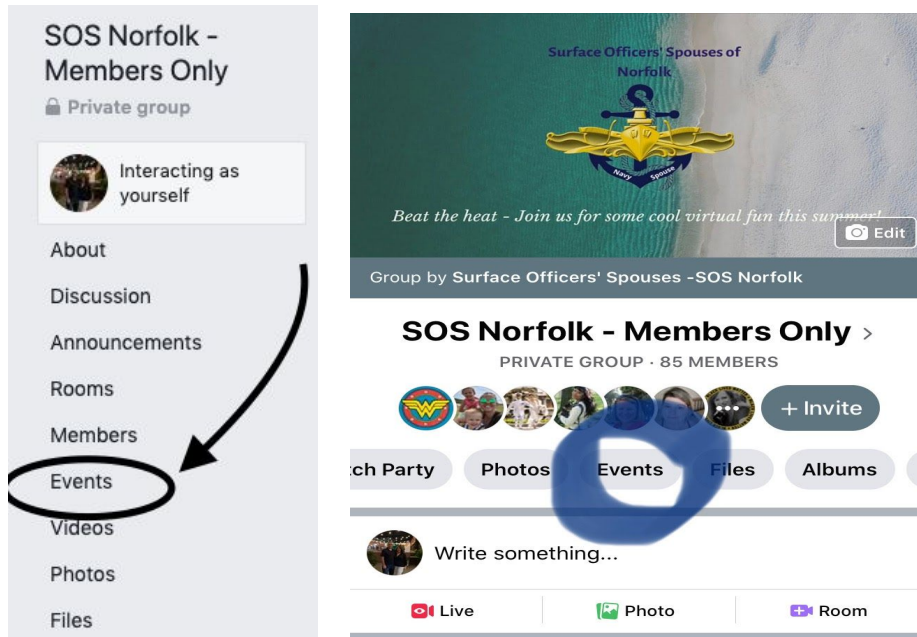 SOS Norfolk -
Members Only
Private group
Interacting as
yourself
About
Discussion
Announcements
Rooms
Members
Events
Videos
Photos
Files
Surface Officers' Spouses of
Norfolk
S
Navy Spouse
Beat the heat - Join us for some cool virtual fun this summer!
Edit
Group by Surface Officers' Spouses -SOS Norfolk
SOS Norfolk - Members Only >
PRIVATE GROUP · 85 MEMBERS
+ Invite
tch Party Photos Events Files Albums
Write something...
Live Photo Room